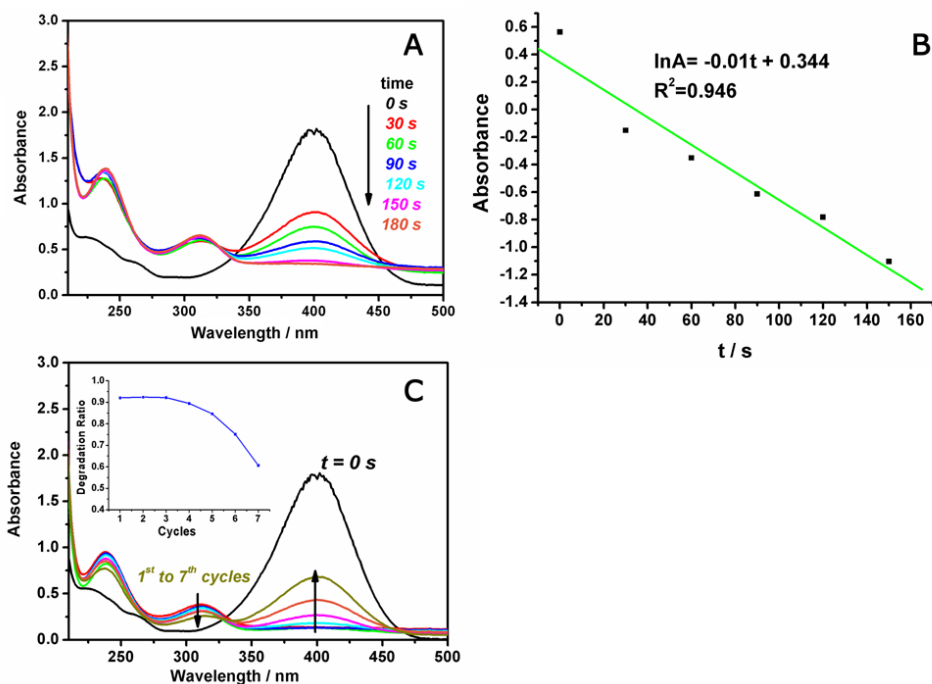 A
3.0
2.5
2.0
1.5
1.0
0.5
0.0
Absorbance
time
0 s
30 s
60 s
90 s
120 s
150 s
180 s
250 300 350 400 450 500
Wavelength / nm
B
0.6
0.4
0.2
0.0
-0.2
-0.4
-0.6
-0.8
-1.0
-1.2
-1.4
Absorbance
lnA= -0.01t + 0.344
R²=0.946
0 20 40 60 80 100 120 140 160
t / s
C
3.0
2.5
2.0
1.5
1.0
0.5
0.0
Absorbance
1.0
0.9
0.8
0.7
0.6
0.5
0.4
Degradation Ratio
1 2 3 4 5 6 7
Cycles
t = 0 s
1st to 7th cycles
250 300 350 400 450 500
Wavelength / nm